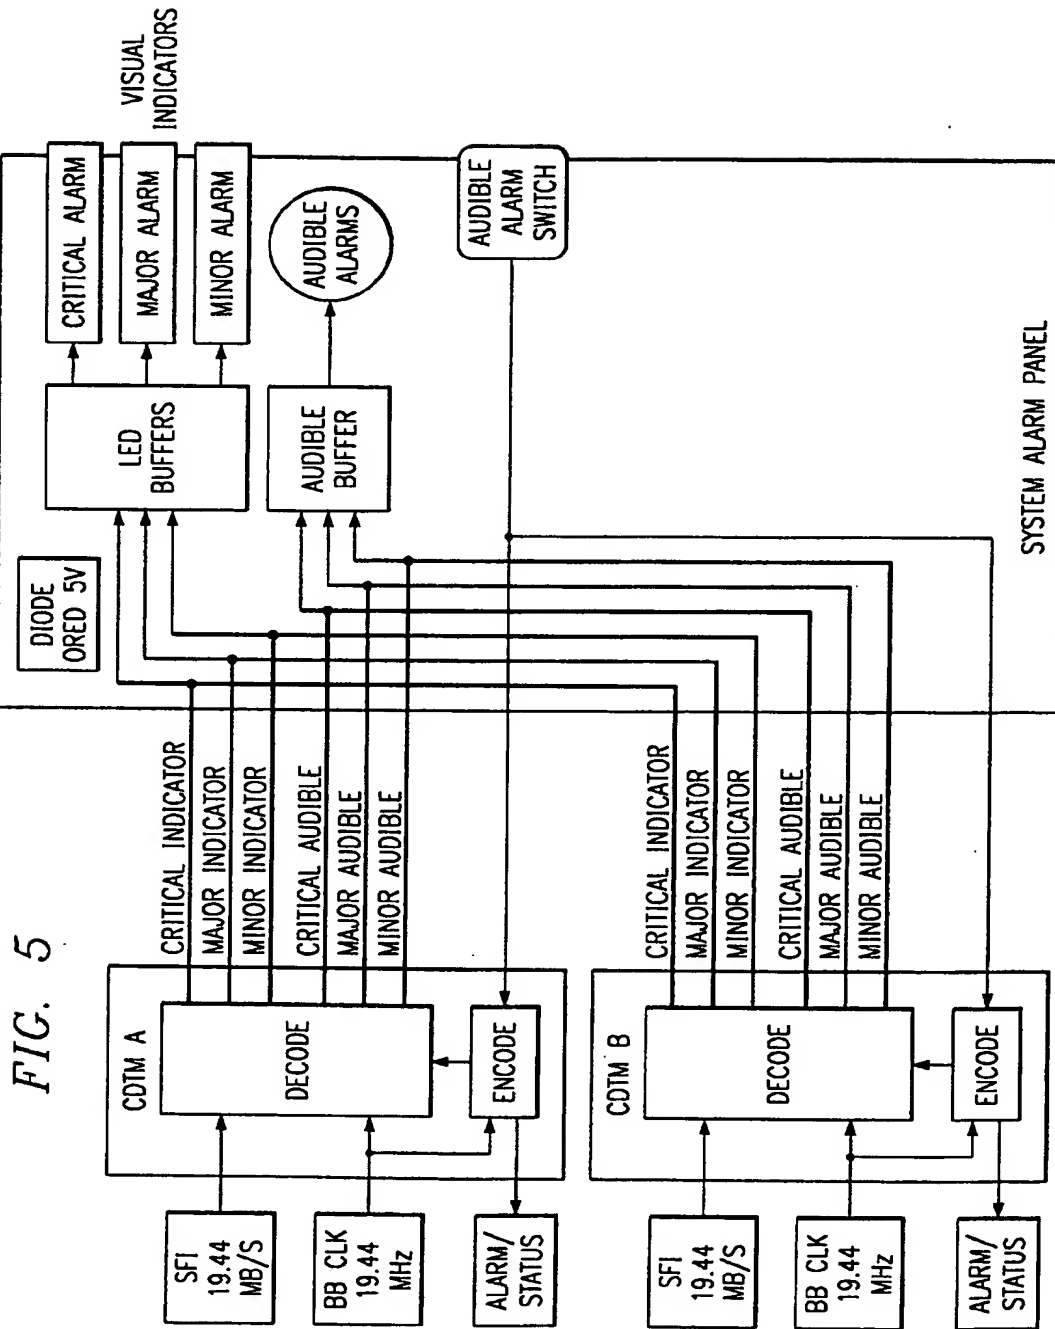 FIG. 5
SFI
19.44
MB/S
BB CLK
19.44
MHz
ALARM/
STATUS
CDTM A
DECODE
ENCODE
CRITICAL INDICATOR
MAJOR INDICATOR
MINOR INDICATOR
CRITICAL AUDIBLE
MAJOR AUDIBLE
MINOR AUDIBLE
SFI
19.44
MB/S
BB CLK
19.44
MHz
ALARM/
STATUS
CDTM B
DECODE
ENCODE
CRITICAL INDICATOR
MAJOR INDICATOR
MINOR INDICATOR
CRITICAL AUDIBLE
MAJOR AUDIBLE
MINOR AUDIBLE
DIODE
ORED 5V
LED
BUFFERS
AUDIBLE
BUFFER
CRITICAL ALARM
MAJOR ALARM
MINOR ALARM
AUDIBLE
ALARMS
AUDIBLE
ALARM
SWITCH
VISUAL
INDICATORS
SYSTEM ALARM PANEL